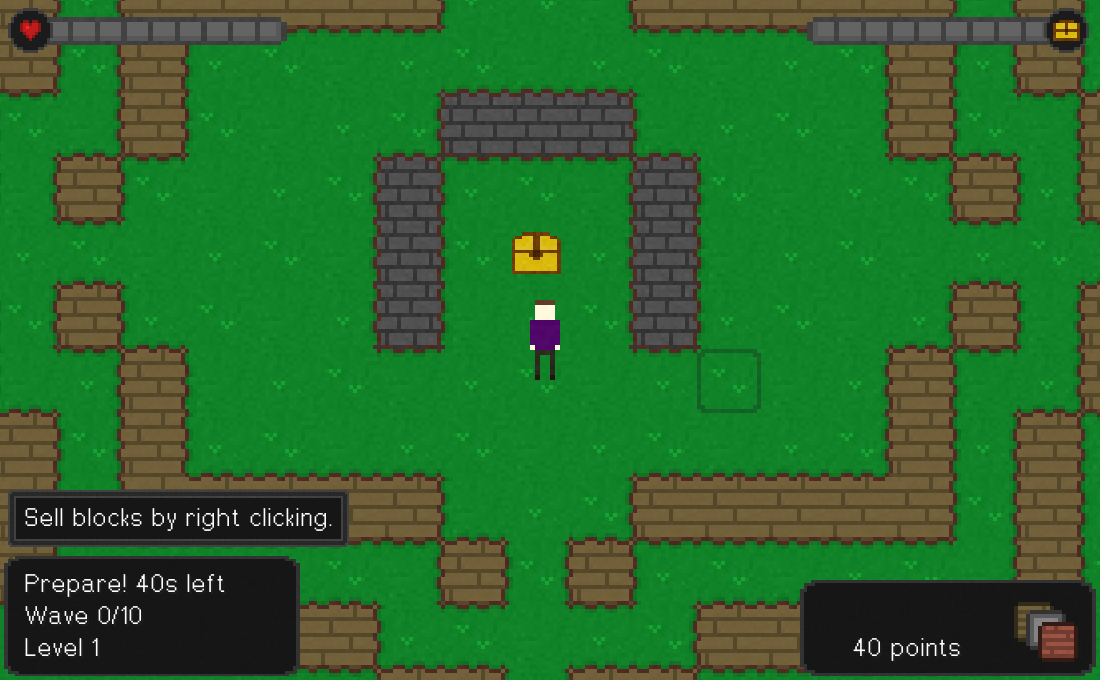 Sell blocks by right clicking.
Prepare! 40s left
Wave 0/10
Level 1
40 points